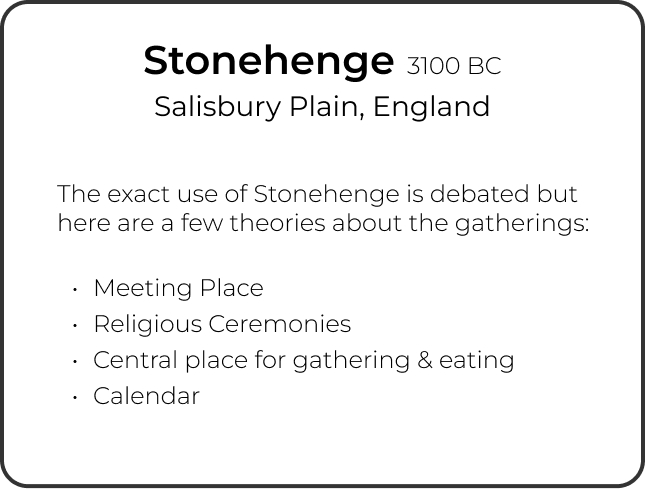 Stonehenge 3100 BC
Salisbury Plain, England
The exact use of Stonehenge is debated but
here are a few theories about the gatherings:
• Meeting Place
• Religious Ceremonies
• Central place for gathering & eating
• Calendar